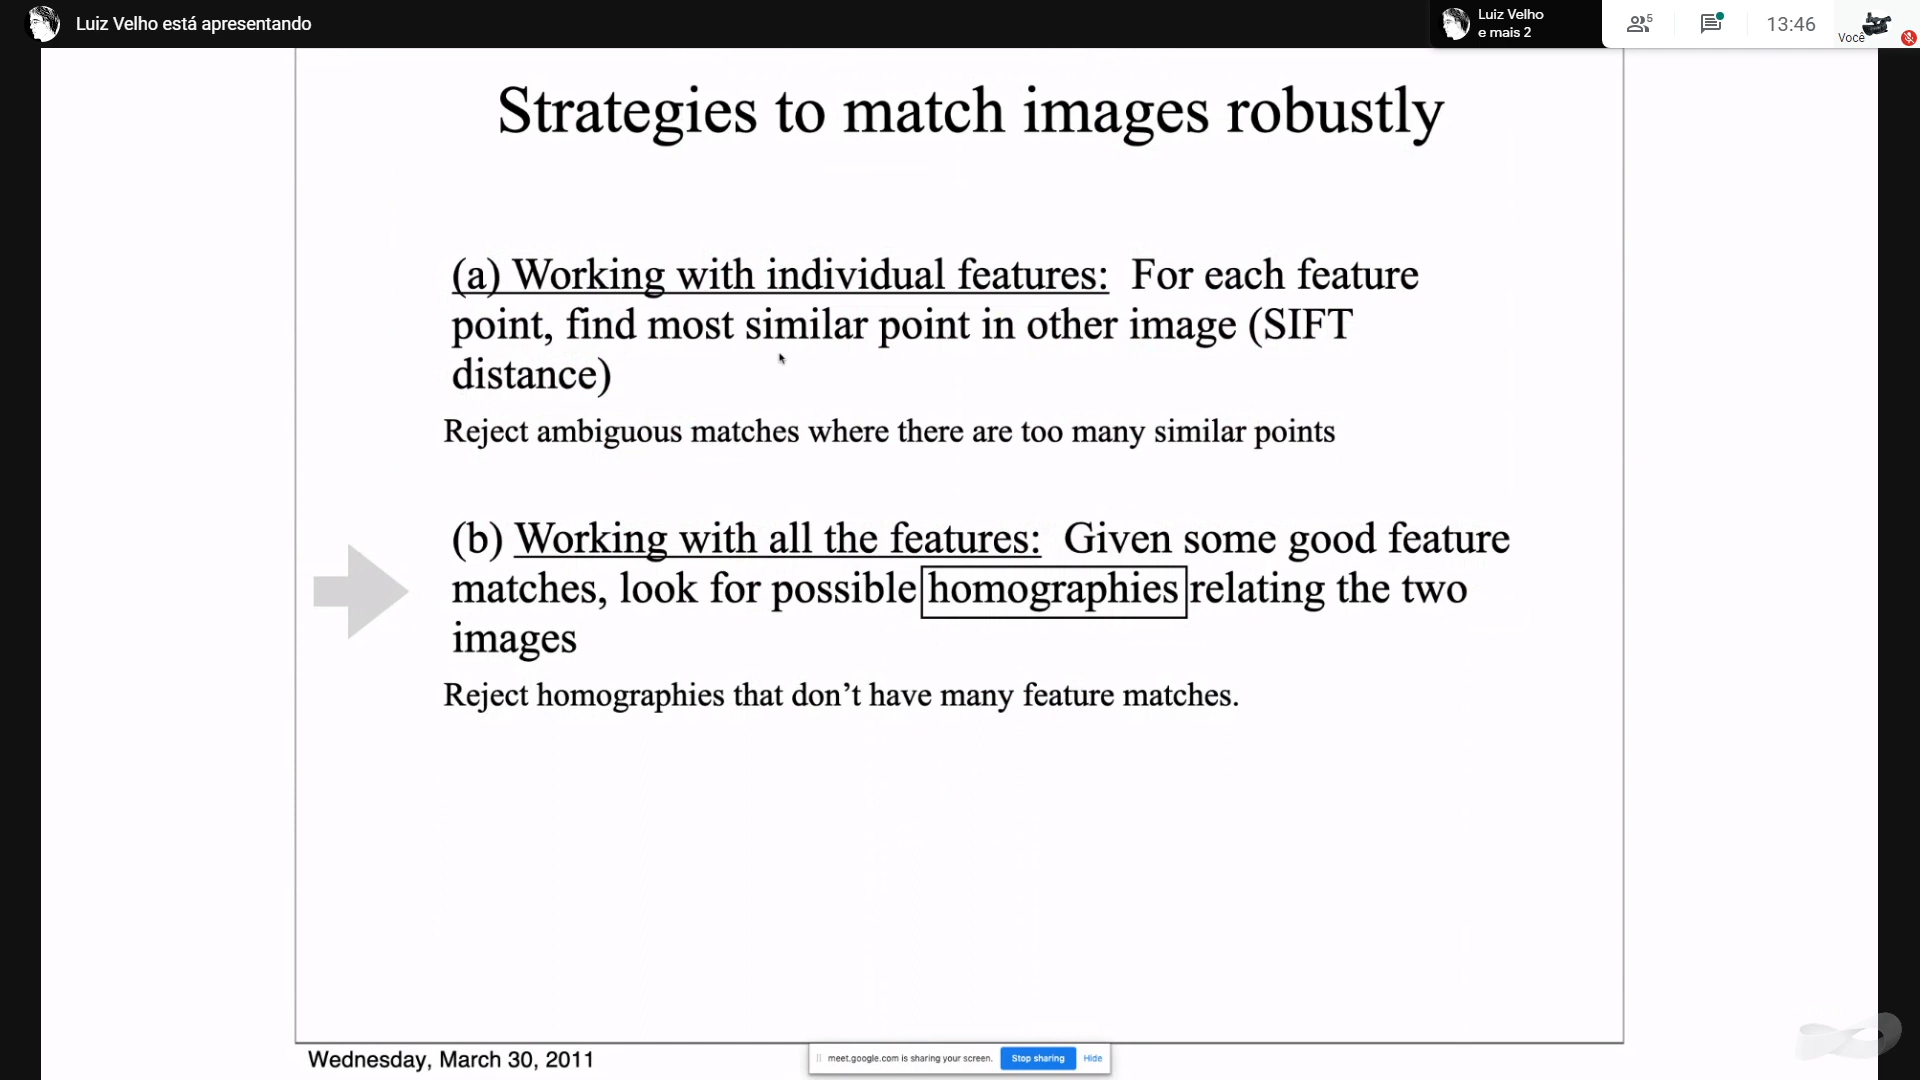 Luiz Velho está apresentando
Luiz Velho
e mais 2
5
13:46
Você
Strategies to match images robustly
(a) Working with individual features: For each feature
point, find most similar point in other image (SIFT
distance)
Reject ambiguous matches where there are too many similar points
(b) Working with all the features: Given some good feature
matches, look for possible homographies relating the two
images
Reject homographies that don’t have many feature matches.
Wednesday, March 30, 2011
meet.google.com is sharing your screen.
Stop sharing
Hide